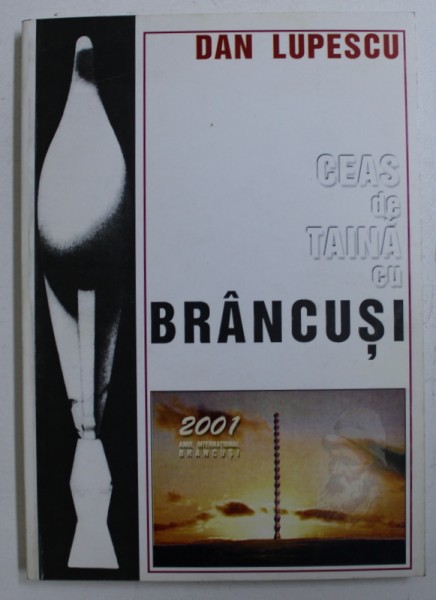 DAN LUPESCU
CEAS
de
TAINĂ
cu
BRÂNCUȘI
2001
ANUL INTERNAȚIONAL
BRÂNCUȘI